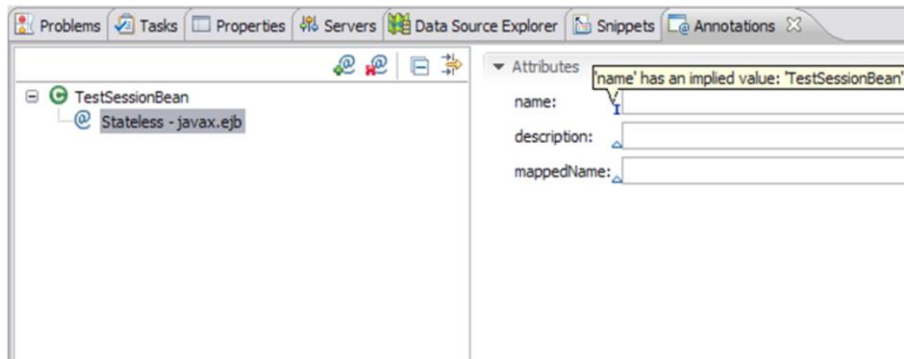 Problems Tasks Properties Servers Data Source Explorer Snippets Annotations
Attributes
'name' has an implied value: 'TestSessionBean'
TestSessionBean
name:
Stateless - javax.ejb
description:
mappedName: